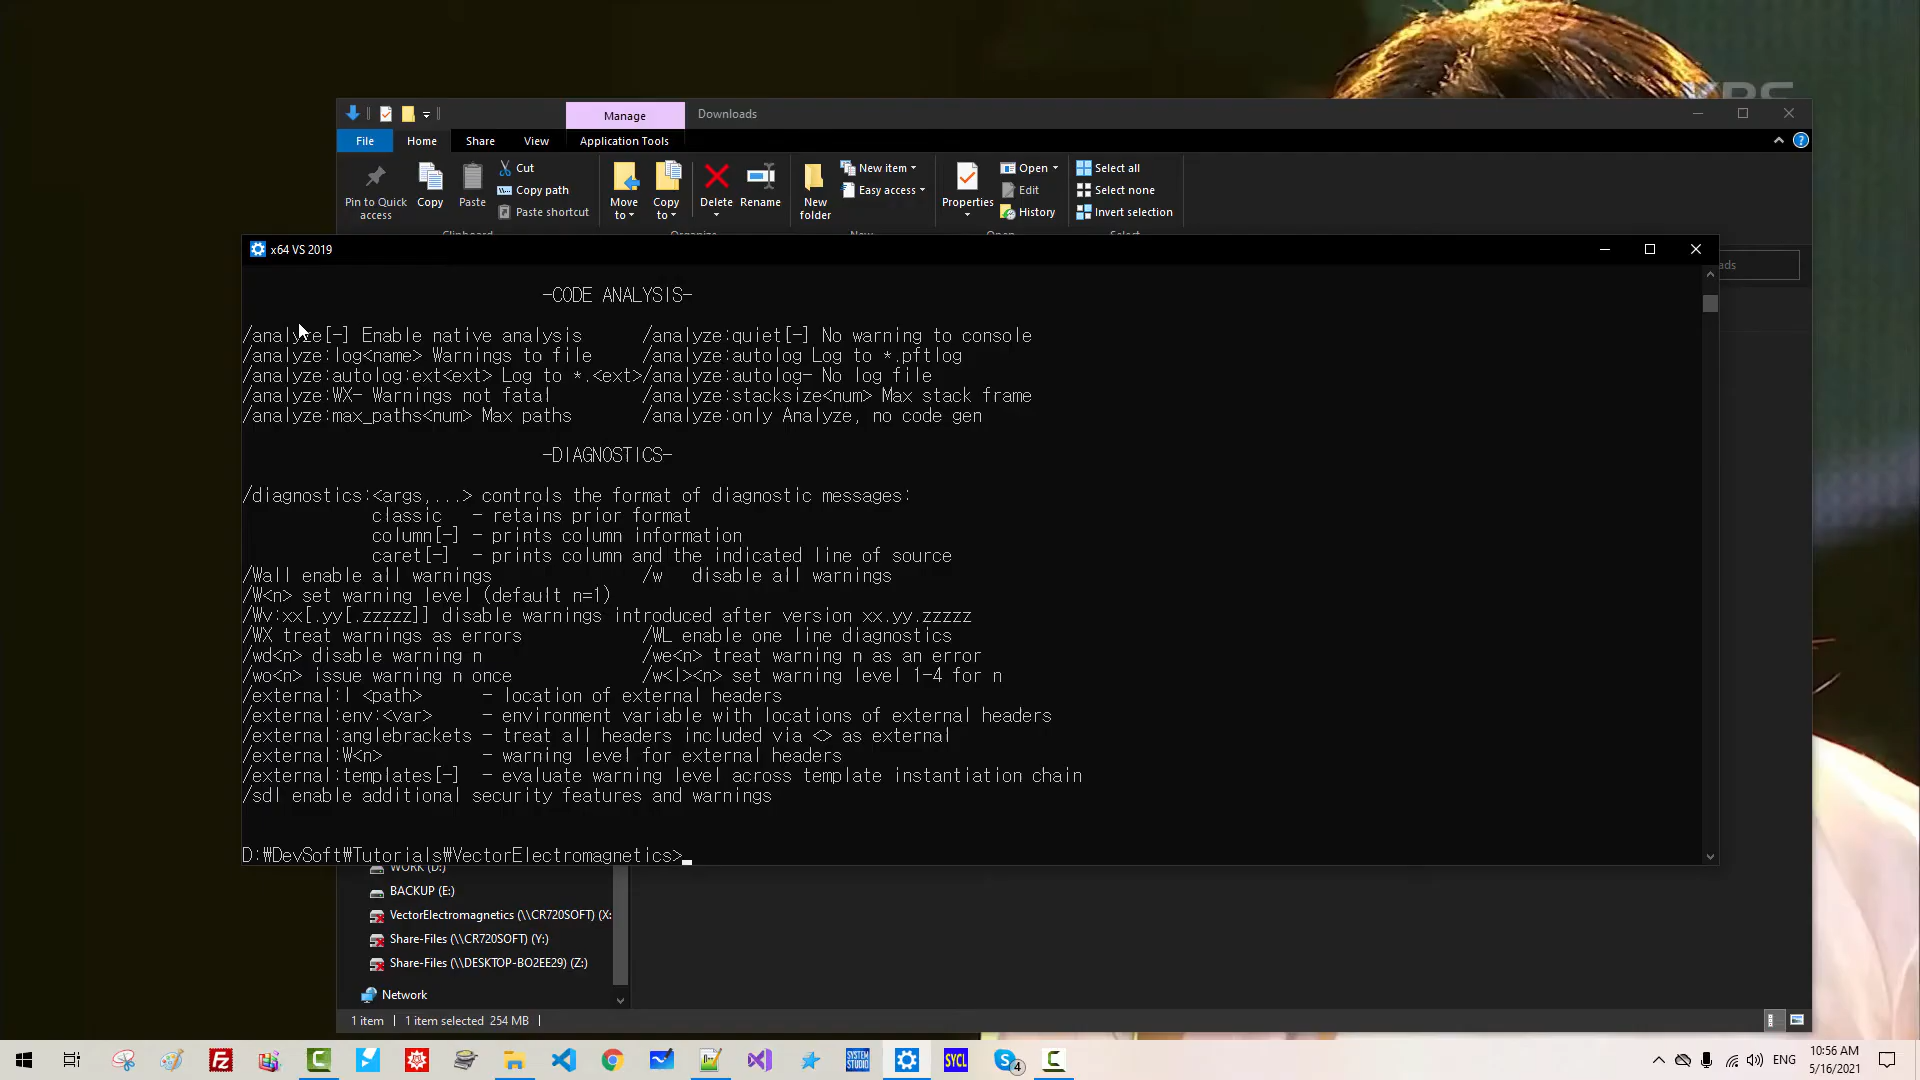 KBS
Manage
Downloads
File
Home
Share
View
Application Tools
Pin to Quick access
Copy
Paste
Cut
Copy path
Paste shortcut
Move to
Copy to
Delete
Rename
New folder
New item
Easy access
Properties
Open
Edit
History
Select all
Select none
Invert selection
Clipboard
Organize
New
Open
Select
x64 VS 2019
-CODE ANALYSIS-
/analyze[-] Enable native analysis /analyze:quiet[-] No warning to console
/analyze:log<name> Warnings to file /analyze:autolog Log to *.pftlog
/analyze:autolog:ext<ext> Log to *.<ext>/analyze:autolog- No log file
/analyze:WX- Warnings not fatal /analyze:stacksize<num> Max stack frame
/analyze:max_paths<num> Max paths /analyze:only Analyze, no code gen
-DIAGNOSTICS-
/diagnostics:<args,...> controls the format of diagnostic messages:
classic - retains prior format
column[-] - prints column information
caret[-] - prints column and the indicated line of source
/Wall enable all warnings /w disable all warnings
/W<n> set warning level (default n=1)
/Wv:xx[.yy[.zzzzz]] disable warnings introduced after version xx.yy.zzzzz
/WX treat warnings as errors /WL enable one line diagnostics
/wd<n> disable warning n /we<n> treat warning n as an error
/wo<n> issue warning n once /w<l><n> set warning level 1-4 for n
/external:I <path> - location of external headers
/external:env:<var> - environment variable with locations of external headers
/external:anglebrackets - treat all headers included via <> as external
/external:W<n> - warning level for external headers
/external:templates[-] - evaluate warning level across template instantiation chain
/sdl enable additional security features and warnings
D:₩DevSoft₩Tutorials₩VectorElectromagnetics>
WORK (D:)
BACKUP (E:)
VectorElectromagnetics (\\CR720SOFT) (X:
Share-Files (\\CR720SOFT) (Y:)
Share-Files (\\DESKTOP-BO2EE29) (Z:)
Network
1 item
1 item selected 254 MB
SYSTEM STUDIO
SYCL
4
ENG
10:56 AM
5/16/2021